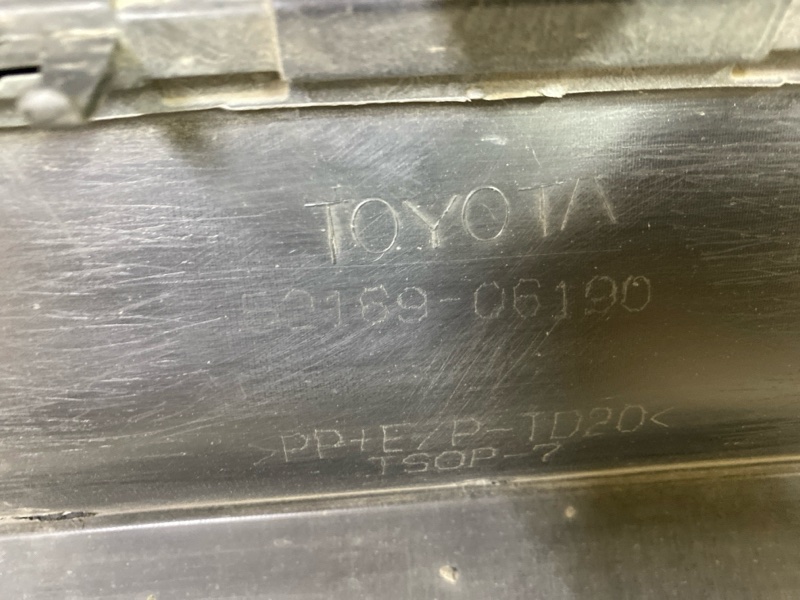 TOYOTA
52169-06190
>PP+E/P-TD20<
TSOP-7